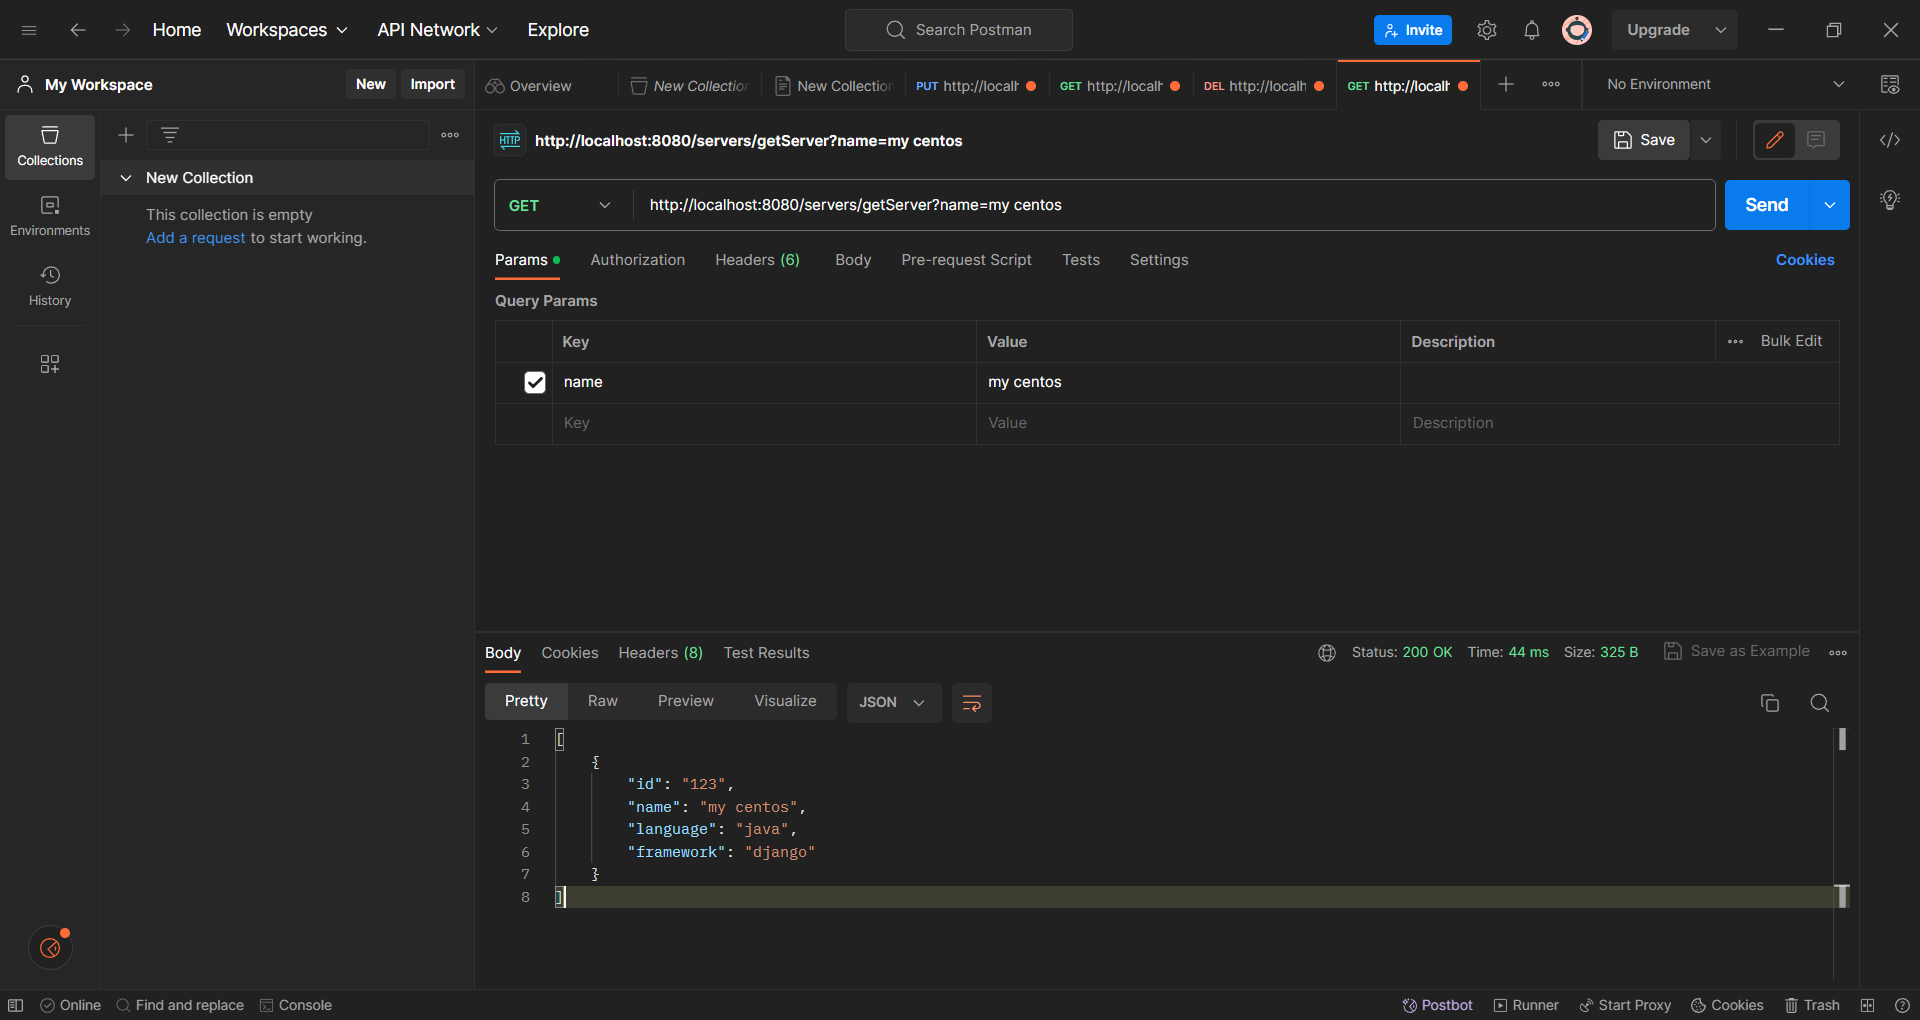 Home Workspaces API Network Explore Search Postman Invite Upgrade
My Workspace New Import Overview New Collection New Collection PUT http://localh GET http://localh DEL http://localh GET http://localh No Environment
Collections
Environments
History
New Collection
This collection is empty
Add a request to start working.
HTTP http://localhost:8080/servers/getServer?name=my centos Save
GET http://localhost:8080/servers/getServer?name=my centos Send
Params Authorization Headers (6) Body Pre-request Script Tests Settings Cookies
Query Params
Key Value Description Bulk Edit
name my centos
Key Value Description
Body Cookies Headers (8) Test Results Status: 200 OK Time: 44 ms Size: 325 B Save as Example
Pretty Raw Preview Visualize JSON
1 [
2 {
3 "id": "123",
4 "name": "my centos",
5 "language": "java",
6 "framework": "django"
7 }
8 ]
Online Find and replace Console Postbot Runner Start Proxy Cookies Trash